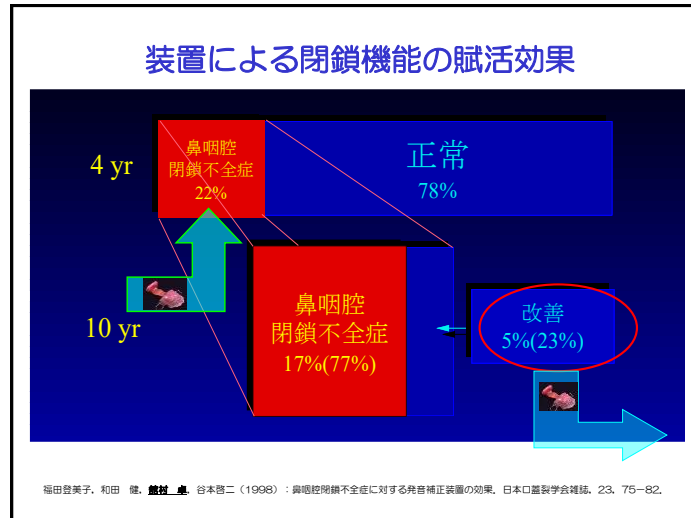 装置による閉鎖機能の賦活効果
4 yr
鼻咽腔
閉鎖不全症
22%
正常
78%
10 yr
鼻咽腔
閉鎖不全症
17%(77%)
改善
5%(23%)
福田登美子，和田　健，舘村　卓，谷本啓二（1998）：鼻咽腔閉鎖不全症に対する発音補正装置の効果，日本口蓋裂学会雑誌，23，75－82．